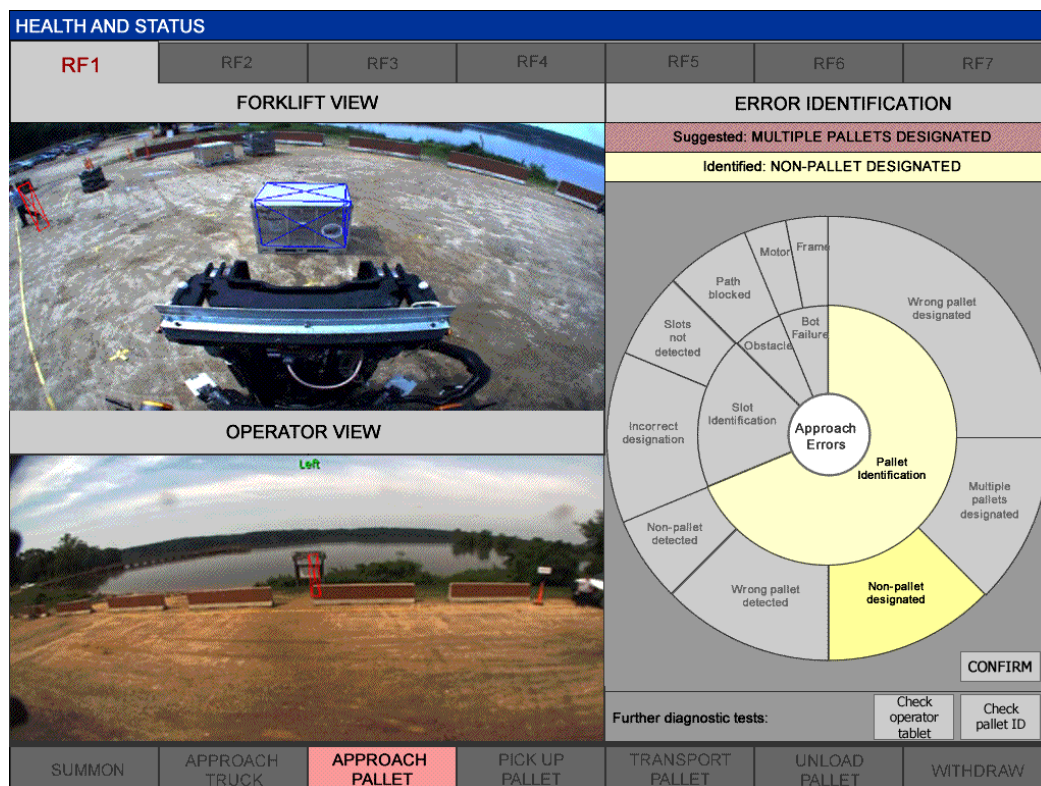 HEALTH AND STATUS
RF1
RF2
RF3
RF4
RF5
RF6
RF7
FORKLIFT VIEW
ERROR IDENTIFICATION
Suggested: MULTIPLE PALLETS DESIGNATED
Identified: NON-PALLET DESIGNATED
Motor
Frame
Path
blocked
Wrong pallet
designated
Slots
not
detected
Obstacle
Bot
Failure
Slot
Identification
Incorrect
designation
Approach
Errors
Pallet
Identification
Multiple
pallets
designated
Non-pallet
detected
Wrong pallet
detected
Non-pallet
designated
OPERATOR VIEW
Left
CONFIRM
Further diagnostic tests:
Check
operator
tablet
Check
pallet ID
SUMMON
APPROACH
TRUCK
APPROACH
PALLET
PICK UP
PALLET
TRANSPORT
PALLET
UNLOAD
PALLET
WITHDRAW